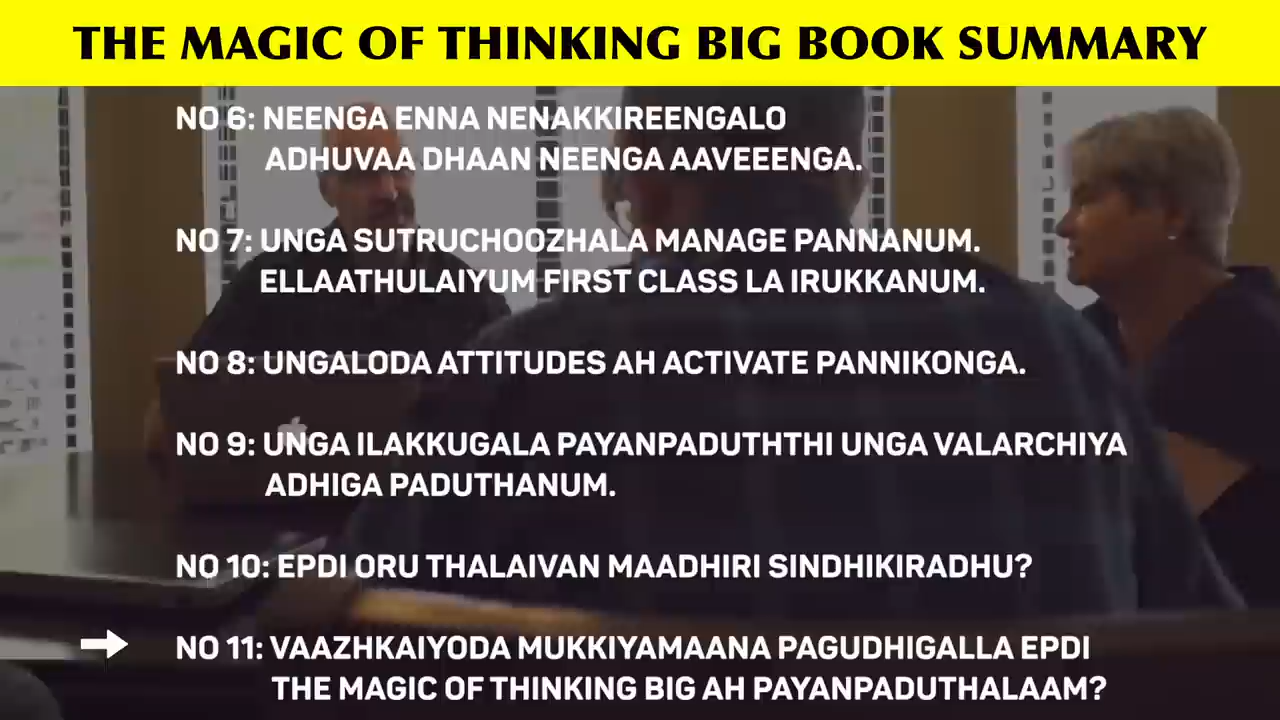 THE MAGIC OF THINKING BIG BOOK SUMMARY
NO 6: NEENGA ENNA NENAKKIREENGALO
ADHUVAA DHAAN NEENGA AAVEEENGA.
NO 7: UNGA SUTRUCHOOZHALA MANAGE PANNANUM.
ELLAATHULAIYUM FIRST CLASS LA IRUKKANUM.
NO 8: UNGALODA ATTITUDES AH ACTIVATE PANNIKONGA.
NO 9: UNGA ILAKKUGALA PAYANPADUTHTHI UNGA VALARCHIYA
ADHIGA PADUTHANUM.
NO 10: EPDI ORU THALAIVAN MAADHIRI SINDHIKIRADHU?
NO 11: VAAZHKAIYODA MUKKIYAMAANA PAGUDHIGALLA EPDI
THE MAGIC OF THINKING BIG AH PAYANPADUTHALAAM?